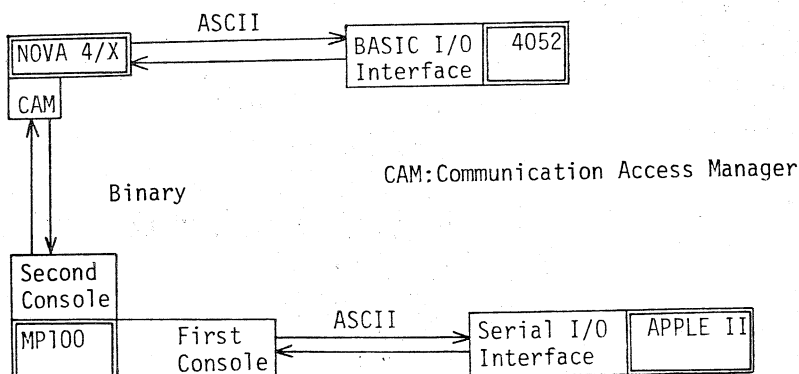 ASCII
NOVA 4/X
BASIC I/O
Interface
4052
CAM
Binary
CAM:Communication Access Manager
Second
Console
MP100
First
Console
ASCII
Serial I/O
Interface
APPLE II